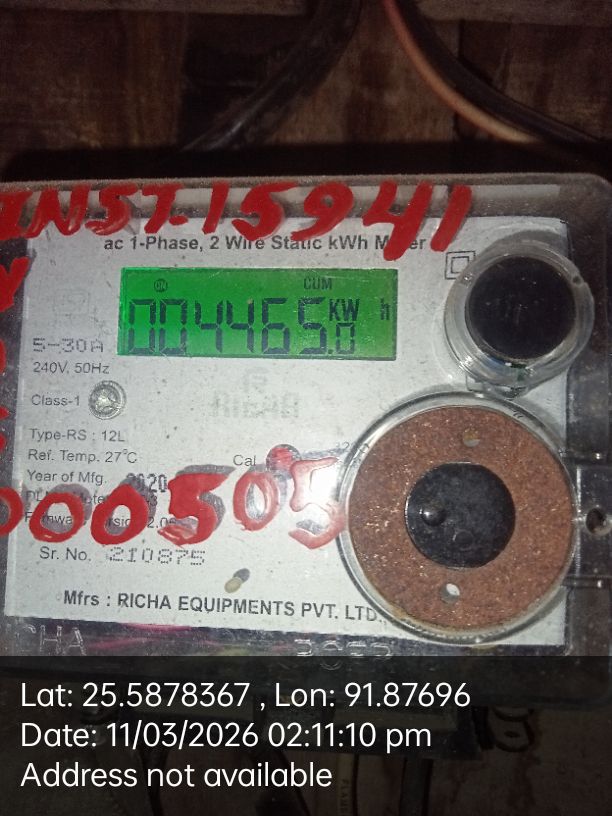 INST.15941
ac 1-Phase, 2 Wire Static kWh Meter
CUM
004465.0 KW h
5-30A
240V, 50Hz
Class-1
Type-RS : 12L
Ref. Temp. 27°C
Cal
Year of Mfg. 2020
000505
Sr. No. 210875
Mfrs : RICHA EQUIPMENTS PVT. LTD.
Lat: 25.5878367 , Lon: 91.87696
Date: 11/03/2026 02:11:10 pm
Address not available